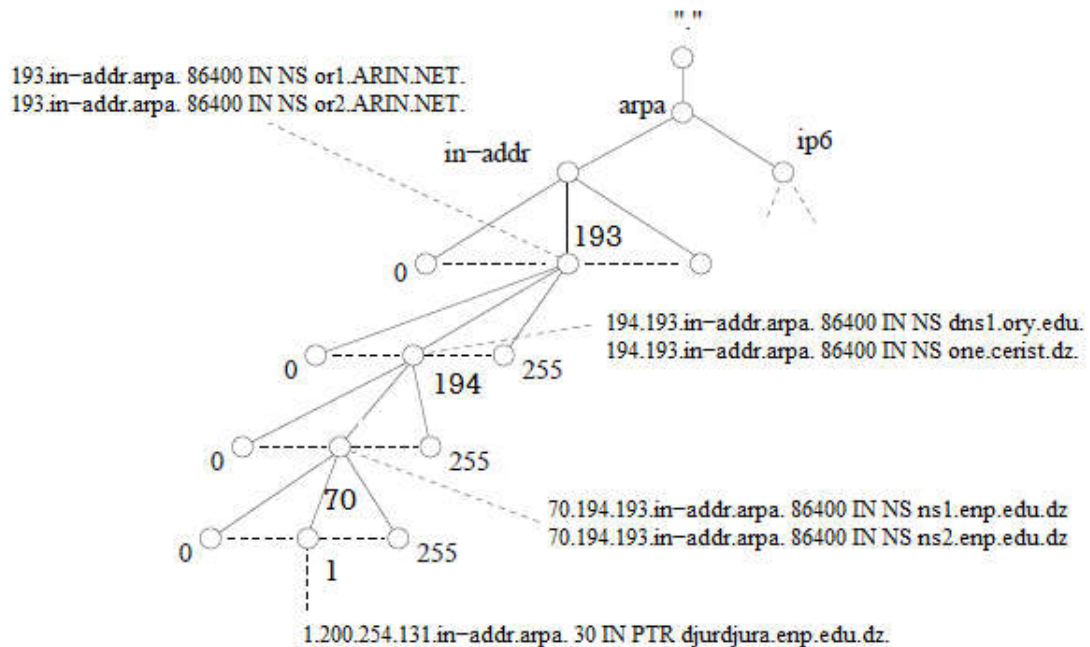 "."
193.in-addr.arpa. 86400 IN NS or1.ARIN.NET.
193.in-addr.arpa. 86400 IN NS or2.ARIN.NET.
arpa
in-addr
ip6
193
0
194.193.in-addr.arpa. 86400 IN NS dns1.ory.edu.
194.193.in-addr.arpa. 86400 IN NS one.cerist.dz.
0
194
255
0
255
70
70.194.193.in-addr.arpa. 86400 IN NS ns1.enp.edu.dz
70.194.193.in-addr.arpa. 86400 IN NS ns2.enp.edu.dz
0
1
255
1.200.254.131.in-addr.arpa. 30 IN PTR djurdjura.enp.edu.dz.